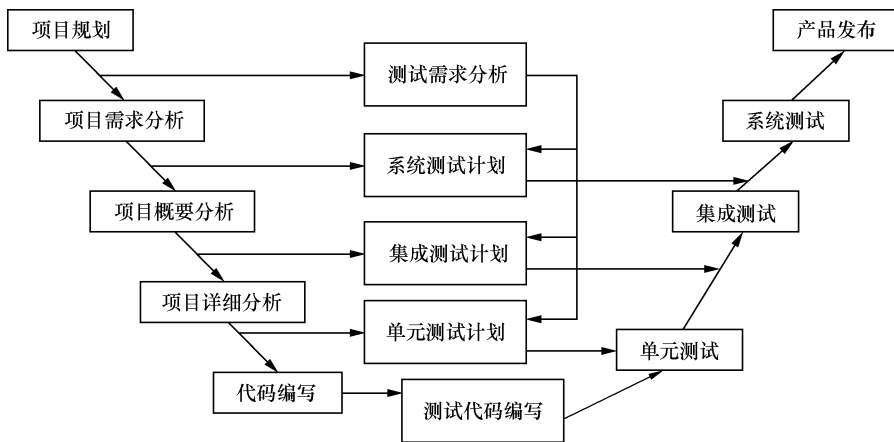 项目规划
产品发布
测试需求分析
项目需求分析
系统测试
系统测试计划
项目概要分析
集成测试
集成测试计划
项目详细分析
单元测试计划
单元测试
代码编写
测试代码编写